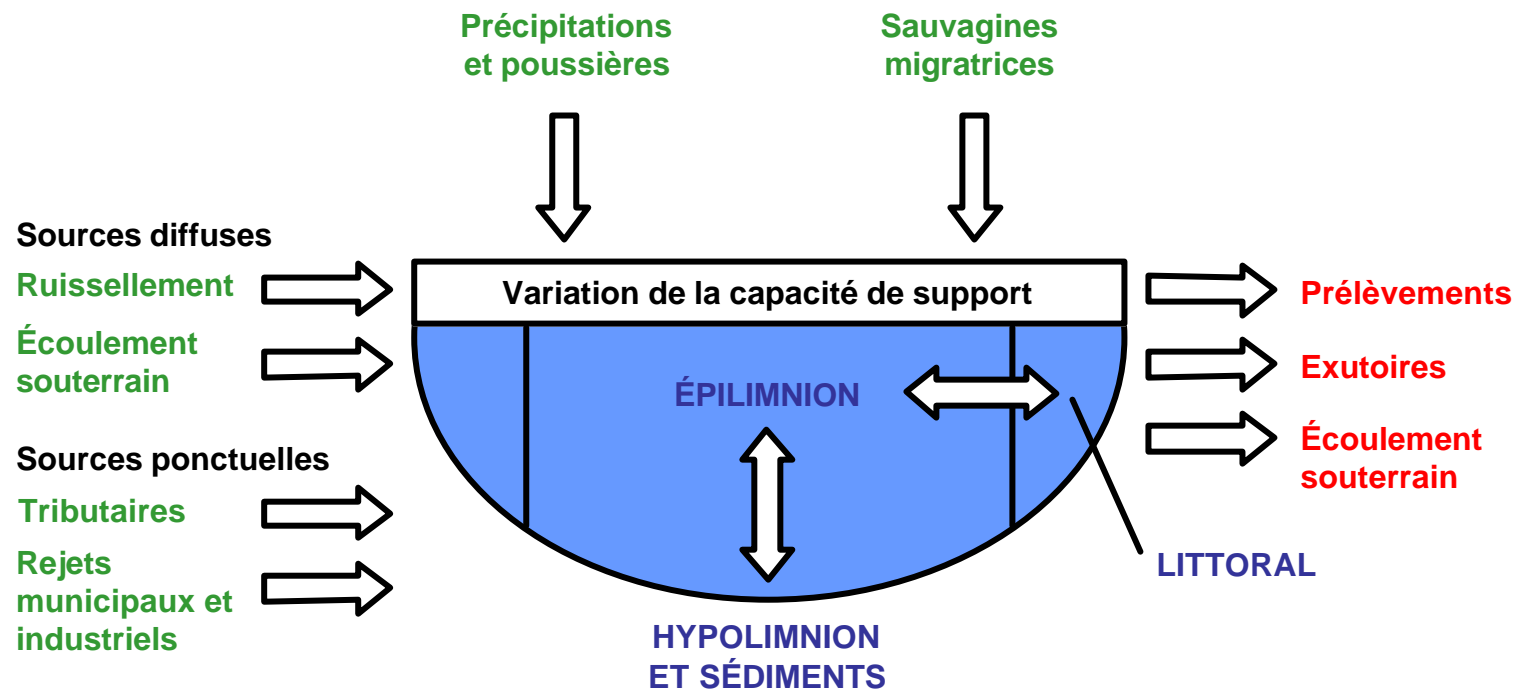 Précipitations
et poussières
Sauvagines
migratrices
Sources diffuses
Ruissellement
Écoulement
souterrain
Sources ponctuelles
Tributaires
Rejets
municipaux et
industriels
Variation de la capacité de support
ÉPILIMNION
HYPOLIMNION
ET SÉDIMENTS
LITTORAL
Prélèvements
Exutoires
Écoulement
souterrain